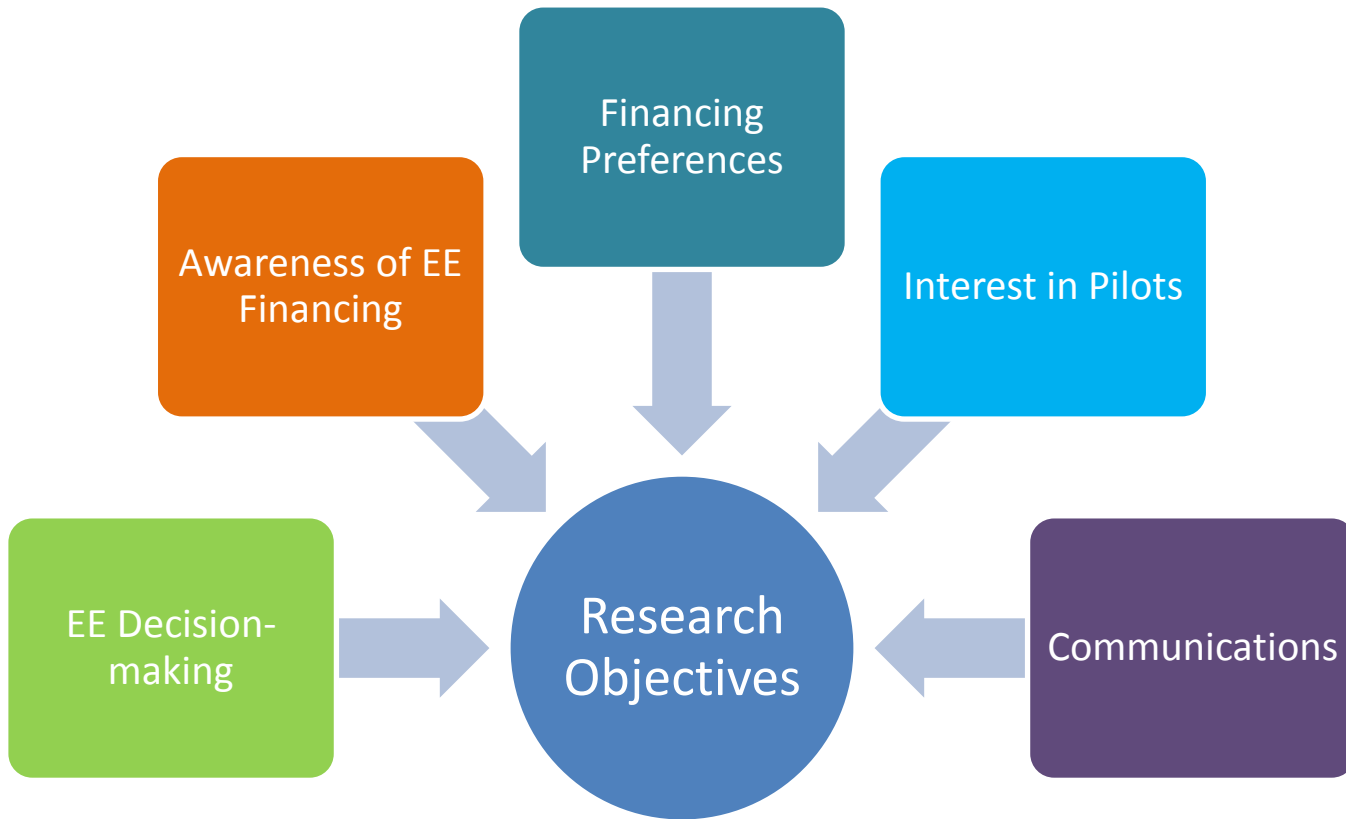 Financing
Preferences
Awareness of EE
Financing
Interest in Pilots
EE Decision-
making
Research
Objectives
Communications